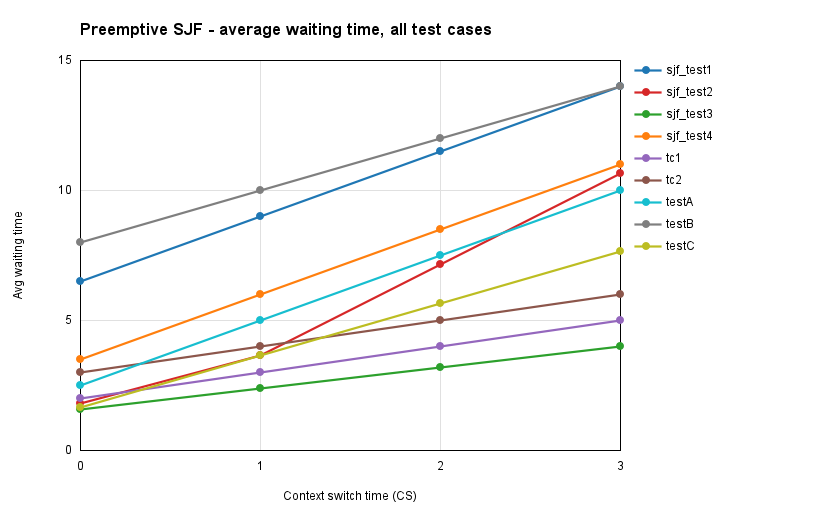 Preemptive SJF - average waiting time, all test cases
15
10
5
0
0 1 2 3
Avg waiting time
Context switch time (CS)
sjf_test1
sjf_test2
sjf_test3
sjf_test4
tc1
tc2
testA
testB
testC